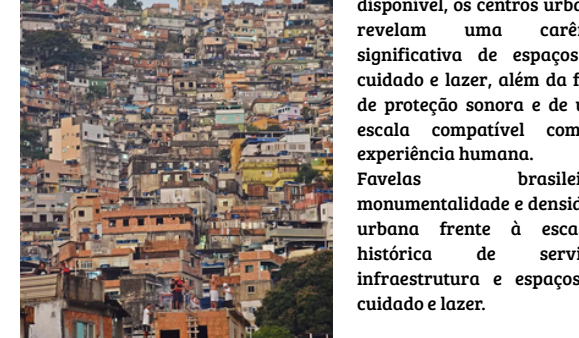 disponível, os centros
revelam uma
significativa de espaços
cuidado e lazer, além da
de proteção sonora e de
escala compatível com
experiência humana.
Favelas
monumentalidade e
urbana frente à
histórica de
infraestrutura e espaços
cuidado e lazer.